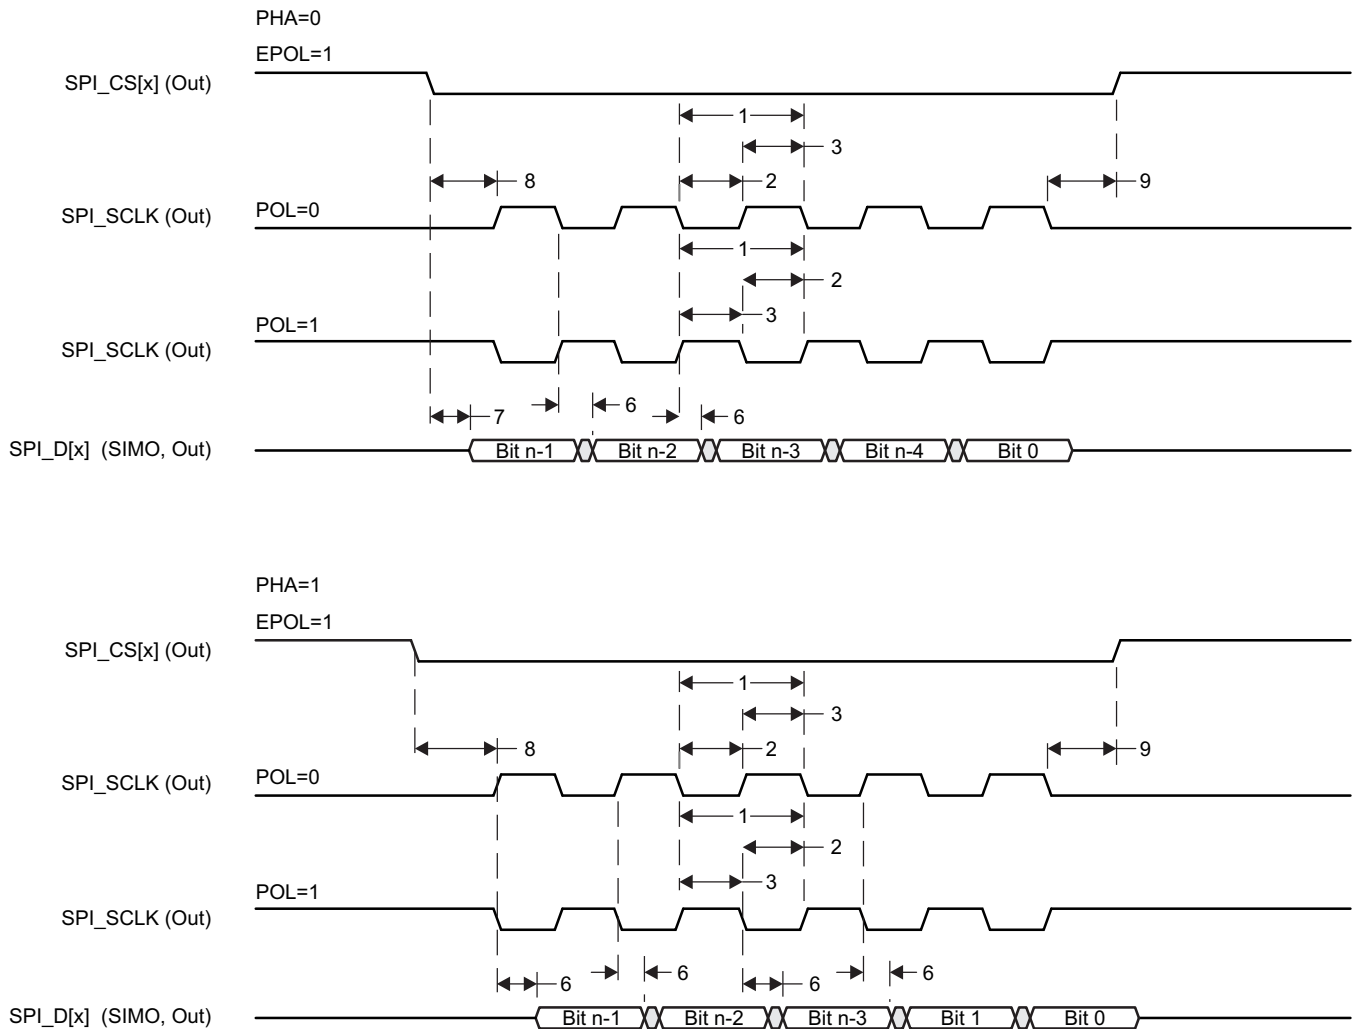 PHA=0
EPOL=1
SPI_CS[x] (Out)
1
3
8
2
9
SPI_SCLK (Out)
POL=0
1
2
3
POL=1
SPI_SCLK (Out)
6
7
6
SPI_D[x] (SIMO, Out)
Bit n-1 Bit n-2 Bit n-3 Bit n-4 Bit 0
PHA=1
EPOL=1
SPI_CS[x] (Out)
1
3
8
2
9
SPI_SCLK (Out)
POL=0
1
2
3
POL=1
SPI_SCLK (Out)
6
6
6
6
SPI_D[x] (SIMO, Out)
Bit n-1 Bit n-2 Bit n-3 Bit 1 Bit 0